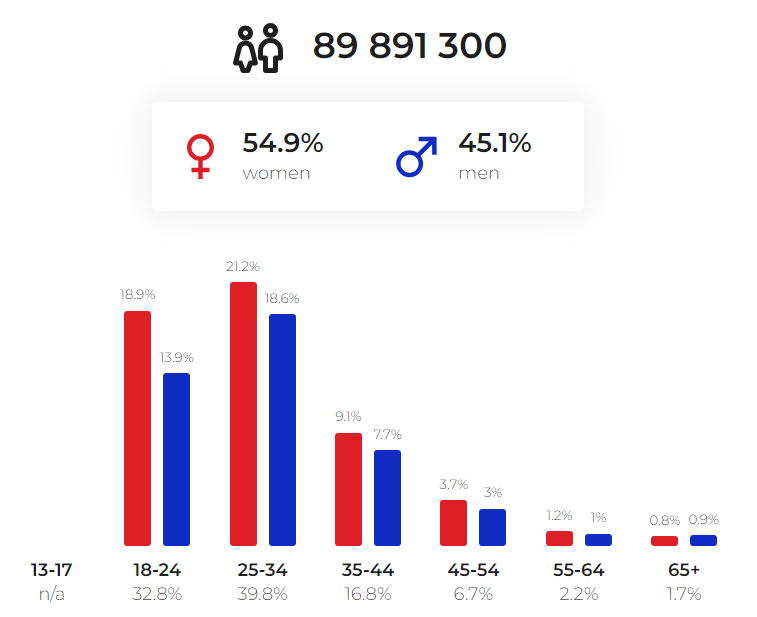 89 891 300
54.9% 45.1%
women men
21.2%
18.9% 18.6%
13.9%
9.1%
7.7%
3.7% 3%
1.2% 1% 0.8% 0.9%
13-17 18-24 25-34 35-44 45-54 55-64 65+
n/a 32.8% 39.8% 16.8% 6.7% 2.2% 1.7%